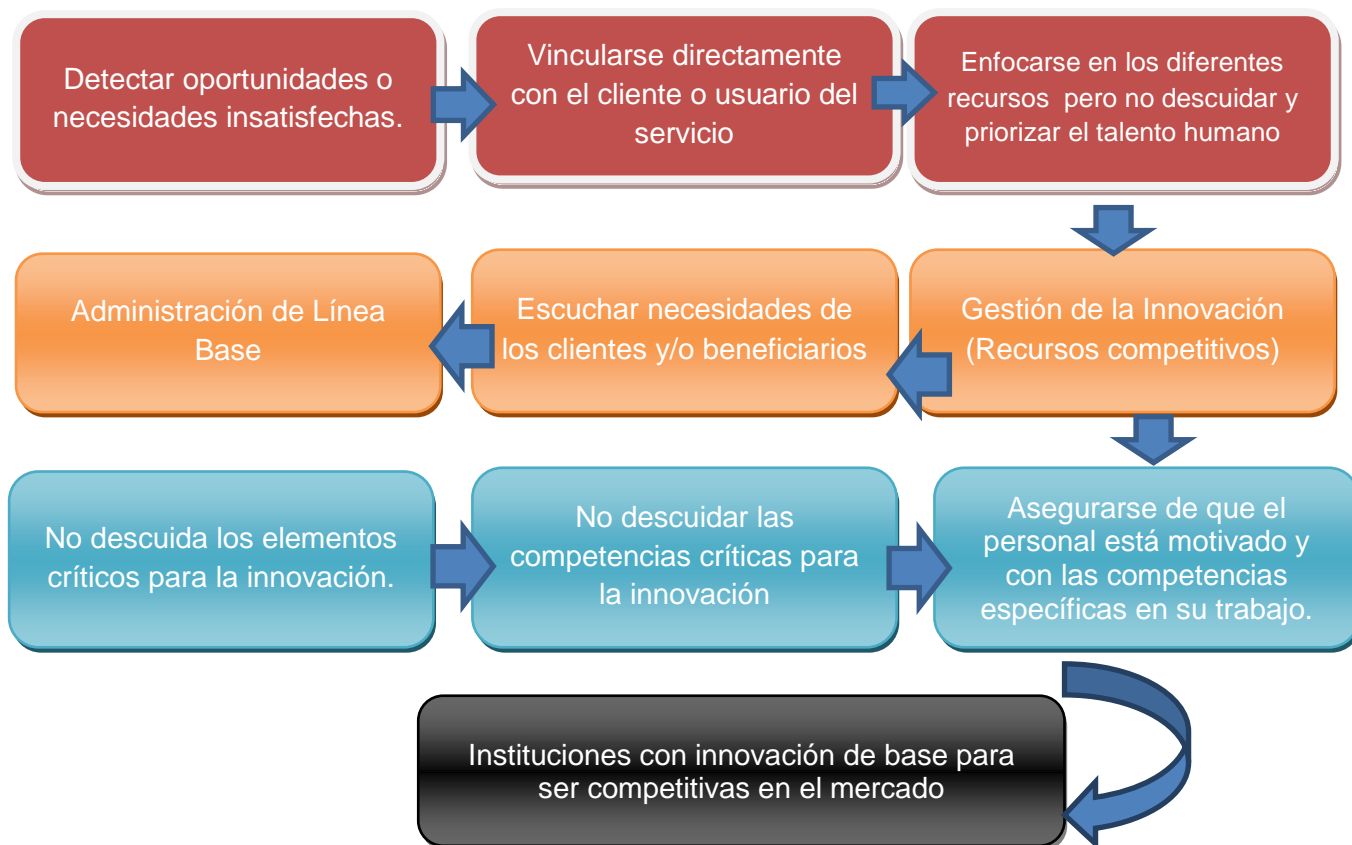 Detectar oportunidades o
necesidades insatisfechas.
Vincularse directamente
con el cliente o usuario del
servicio
Enfocarse en los diferentes
recursos pero no descuidar y
priorizar el talento humano
Administración de Línea
Base
Escuchar necesidades de
los clientes y/o beneficiarios
Gestión de la Innovación
(Recursos competitivos)
No descuida los elementos
críticos para la innovación.
No descuidar las
competencias críticas para
la innovación
Asegurarse de que el
personal está motivado y
con las competencias
específicas en su trabajo.
Instituciones con innovación de base para
ser competitivas en el mercado